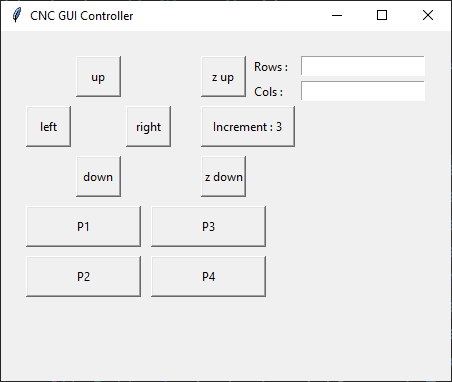 CNC GUI Controller
up
z up
Rows :
Cols :
left
right
Increment : 3
down
z down
P1
P3
P2
P4